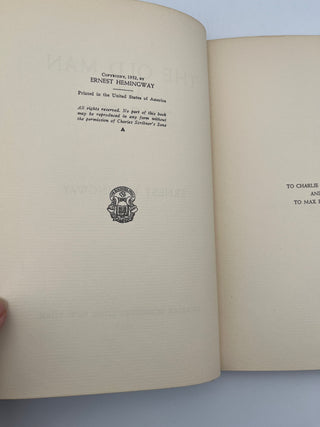 COPYRIGHT, 1952, BY
ERNEST HEMINGWAY
Printed in the United States of America
All rights reserved. No part of this book
may be reproduced in any form without
the permission of Charles Scribner's Sons
A
TO CHARLIE
TO MAX